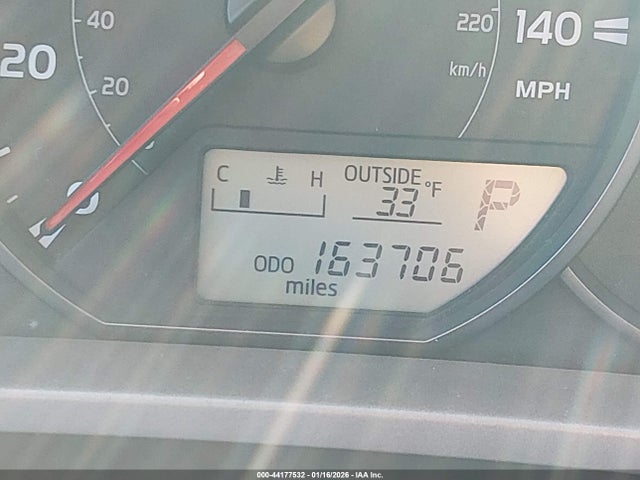 40
220
140
20
km/h
20
MPH
0
C H OUTSIDE
33 °F P
ODO 163706
miles
000-44177532 - 01/16/2026 - IAA Inc.